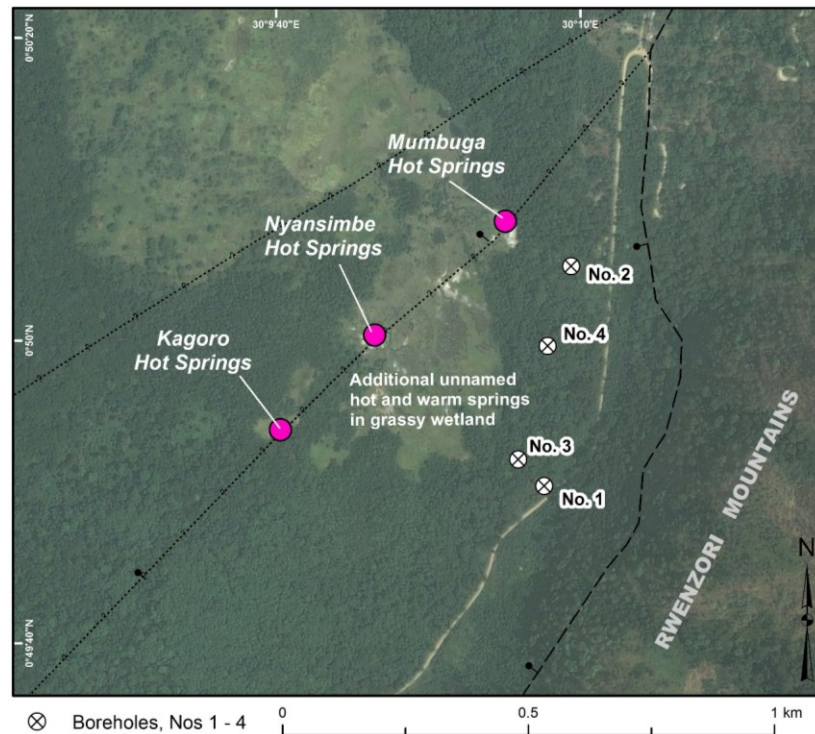 30°9'40"E
30°10'E
0°50'20"N
Mumbuga
Hot Springs
Nyansimbe
Hot Springs
No. 2
0°50'N
Kagoro
Hot Springs
No. 4
Additional unnamed
hot and warm springs
in grassy wetland
No. 3
No. 1
RWENZORI MOUNTAINS
N
0°49'40"N
Boreholes, Nos 1 - 4
0
0.5
1 km